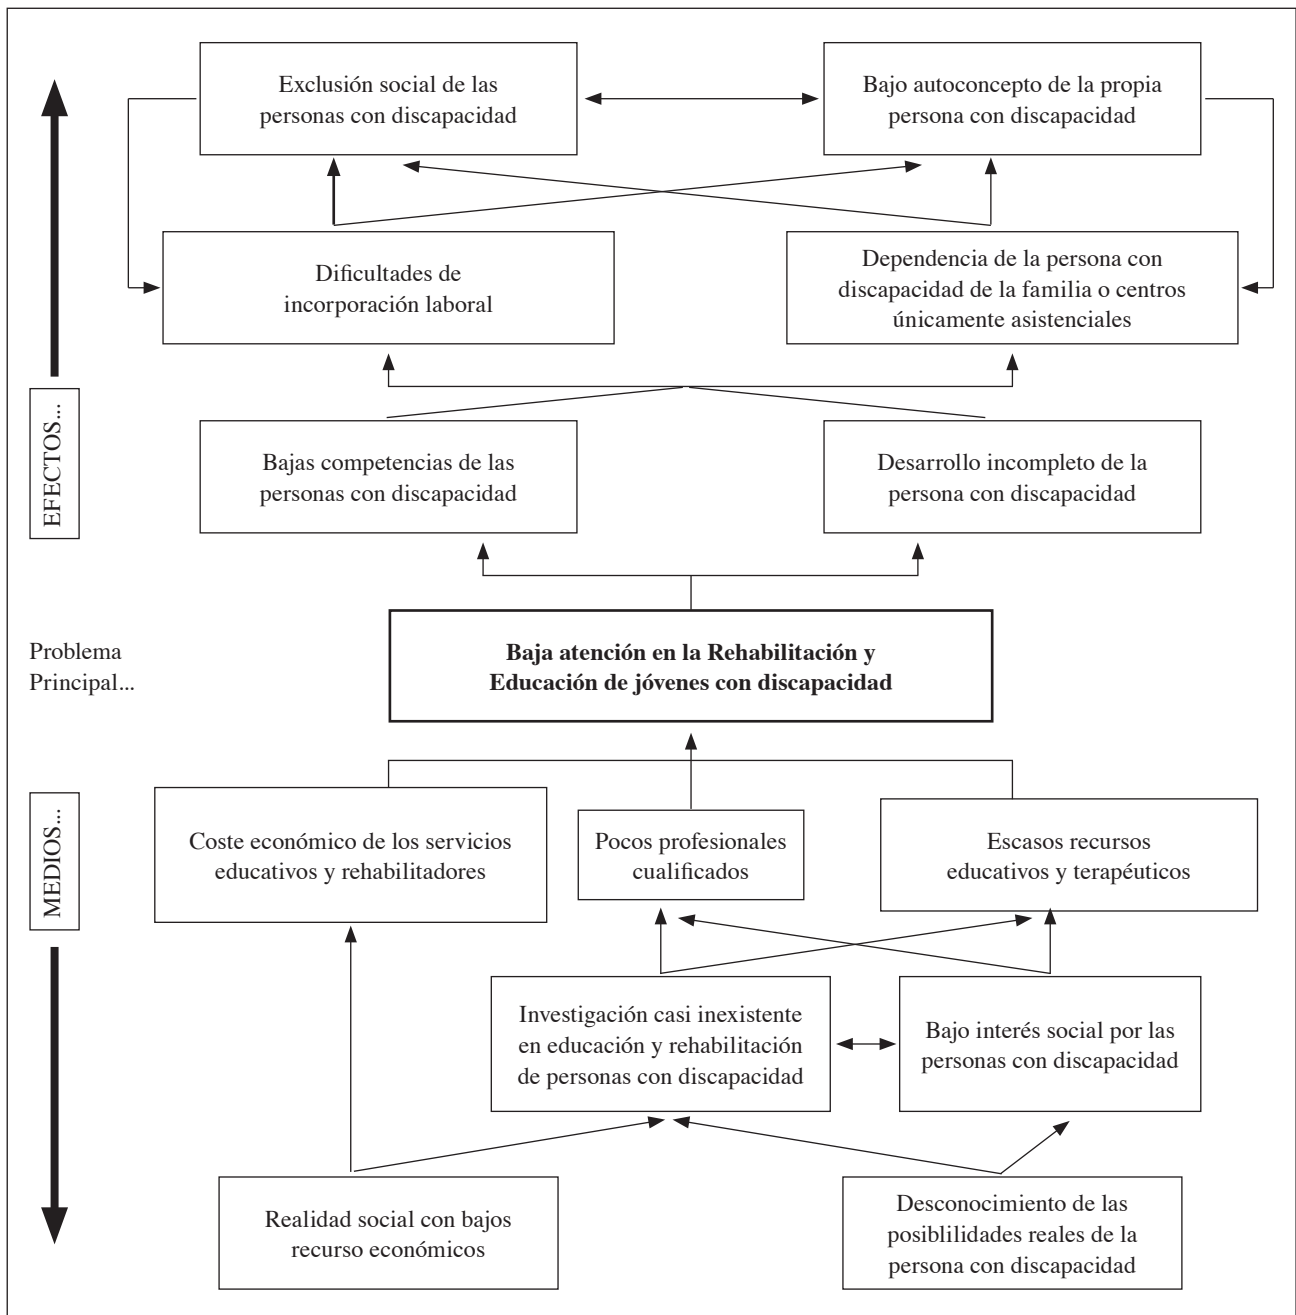 Exclusión social de las
personas con discapacidad
Bajo autoconcepto de la propia
persona con discapacidad
Dificultades de
incorporación laboral
Dependencia de la persona con
discapacidad de la familia o centros
únicamente asistenciales
EFECTOS...
Bajas competencias de las
personas con discapacidad
Desarrollo incompleto de la
persona con discapacidad
Problema
Principal...
Baja atención en la Rehabilitación y
Educación de jóvenes con discapacidad
MEDIOS...
Coste económico de los servicios
educativos y rehabilitadores
Pocos profesionales
cualificados
Escasos recursos
educativos y terapéuticos
Investigación casi inexistente
en educación y rehabilitación
de personas con discapacidad
Bajo interés social por las
personas con discapacidad
Realidad social con bajos
recurso económicos
Desconocimiento de las
posiblilidades reales de la
persona con discapacidad